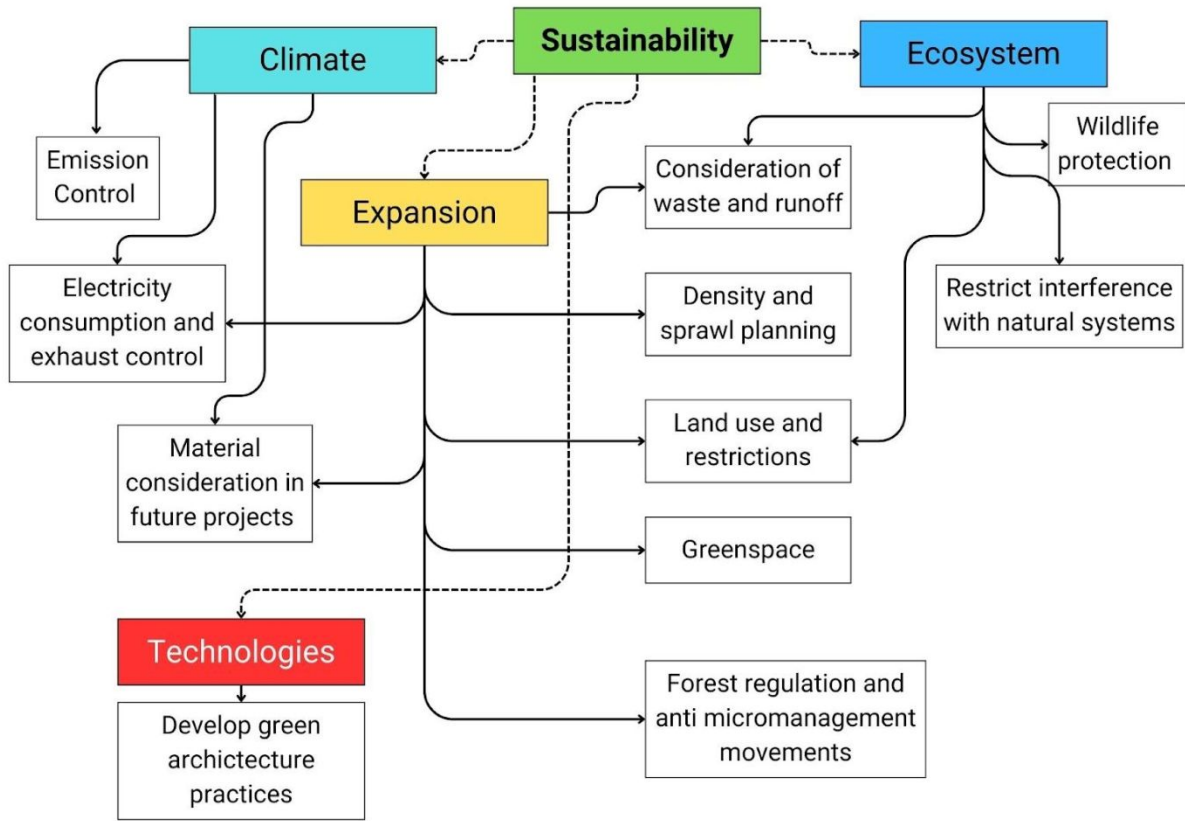 Sustainability
Climate
Ecosystem
Emission
Control
Wildlife
protection
Consideration of
waste and runoff
Expansion
Electricity
consumption and
exhaust control
Density and
sprawl planning
Restrict interference
with natural systems
Material
consideration in
future projects
Land use and
restrictions
Greenspace
Technologies
Develop green
archictecture
practices
Forest regulation and
anti micromanagement
movements